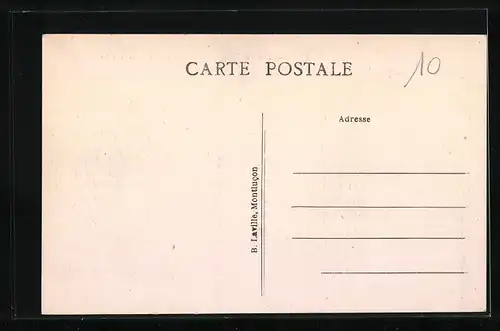 CARTE POSTALE
10
Adresse
B. Laville, Montluçon